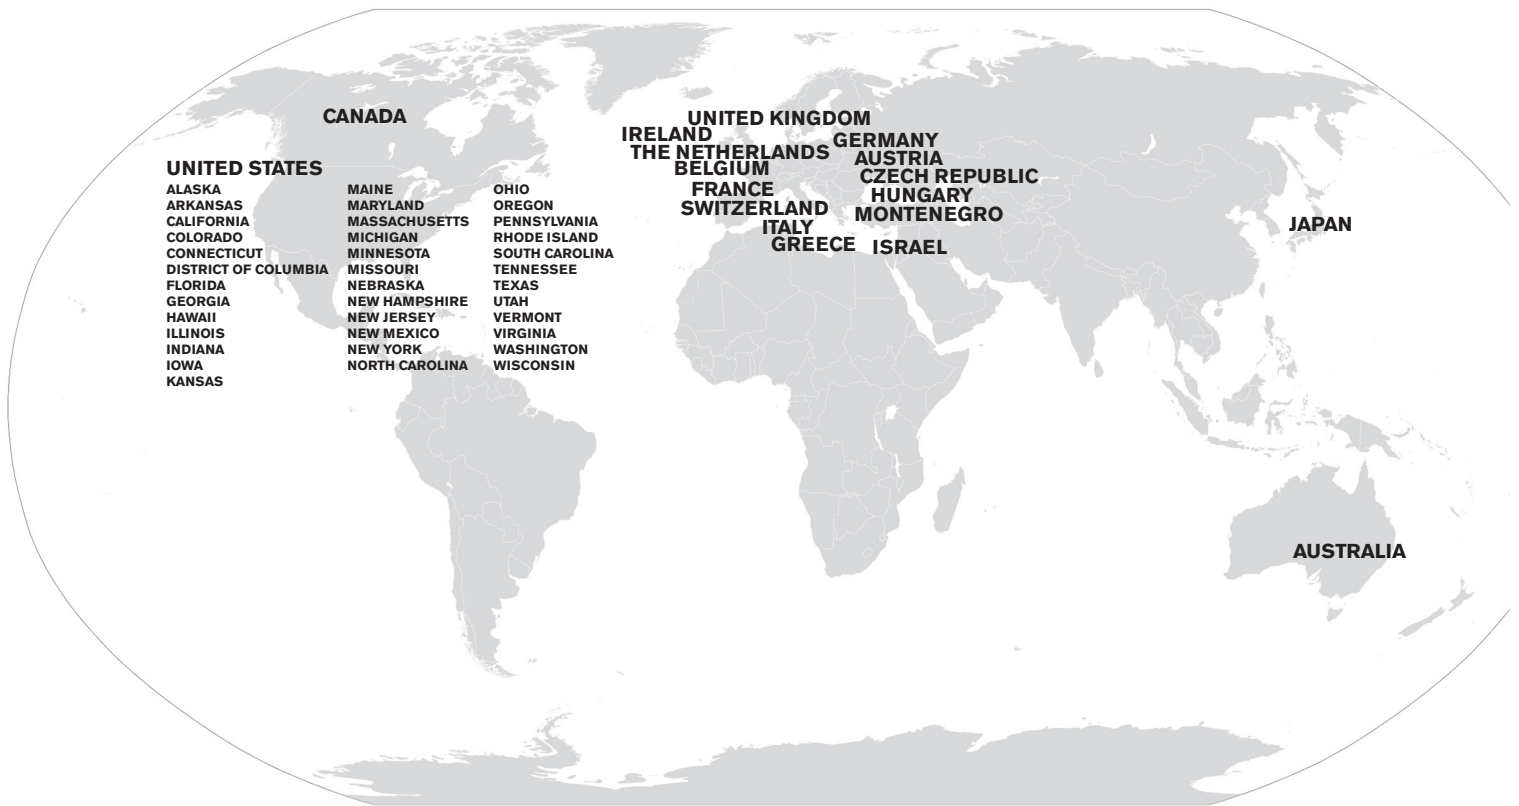 CANADA
UNITED STATES
ALASKA
ARKANSAS
CALIFORNIA
COLORADO
CONNECTICUT
DISTRICT OF COLUMBIA
FLORIDA
GEORGIA
HAWAII
ILLINOIS
INDIANA
IOWA
KANSAS
MAINE
MARYLAND
MASSACHUSETTS
MICHIGAN
MINNESOTA
MISSOURI
NEBRASKA
NEW HAMPSHIRE
NEW JERSEY
NEW MEXICO
NEW YORK
NORTH CAROLINA
OHIO
OREGON
PENNSYLVANIA
RHODE ISLAND
SOUTH CAROLINA
TENNESSEE
TEXAS
UTAH
VERMONT
VIRGINIA
WASHINGTON
WISCONSIN
UNITED KINGDOM
IRELAND
THE NETHERLANDS
BELGIUM
FRANCE
SWITZERLAND
ITALY
GREECE
GERMANY
AUSTRIA
CZECH REPUBLIC
HUNGARY
MONTENEGRO
ISRAEL
JAPAN
AUSTRALIA